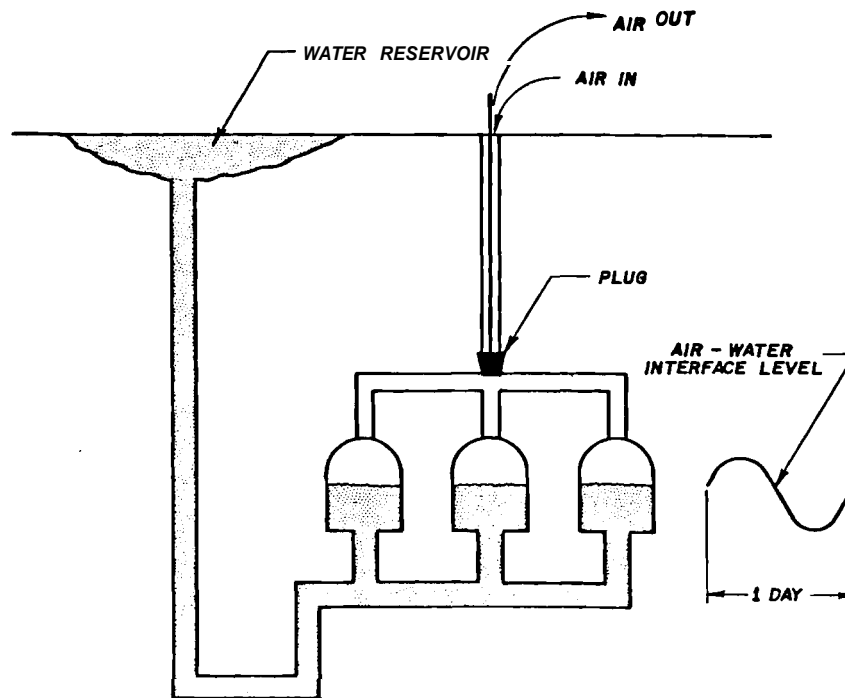 AIR OUT
WATER RESERVOIR
AIR IN
PLUG
AIR - WATER
INTERFACE LEVEL
1 DAY